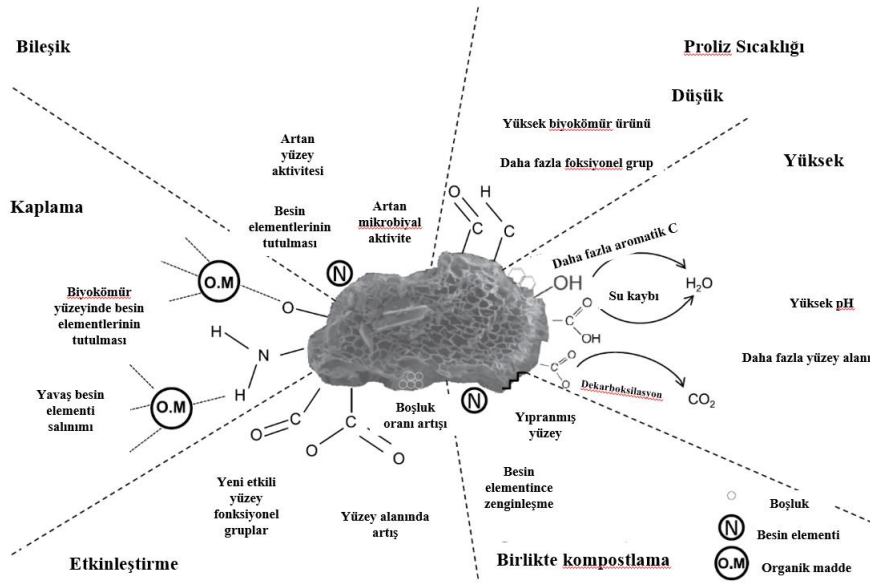 Bileşik
Proliz Sıcaklığı
Düşük
Yüksek biyokömür ürünü
Daha fazla foksiyonel grup
Yüksek
Artan
yüzey
aktivitesi
Besin
elementlerinin
tutulması
Artan
mikrobiyal
aktivite
Kaplama
O.M
Biyokömür
yüzeyinde besin
elementlerinin
tutulması
Yavaş besin
elementi
salınımı
O.M
N
O
H
N
H
O
H
C
C
Daha fazla aromatik C
OH
H2O
Su kaybı
C
O
OH
C
O
O
Dekarboksilasyon
CO2
Yüksek pH
Daha fazla yüzey alanı
Boşluk
oranı artışı
N
Yıpranmış
yüzey
C
O
C
O
O
Yeni etkili
yüzey
fonksiyonel
gruplar
Yüzey alanında
artış
Besin
elementince
zenginleşme
Etkinleştirme
Birlikte kompostlama
Boşluk
N
Besin elementi
O.M
Organik madde